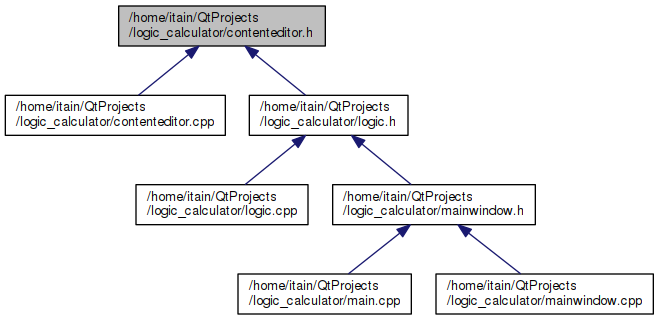 /home/itain/QtProjects
/logic_calculator/contenteditor.h
/home/itain/QtProjects
/logic_calculator/contenteditor.cpp
/home/itain/QtProjects
/logic_calculator/logic.h
/home/itain/QtProjects
/logic_calculator/logic.cpp
/home/itain/QtProjects
/logic_calculator/mainwindow.h
/home/itain/QtProjects
/logic_calculator/main.cpp
/home/itain/QtProjects
/logic_calculator/mainwindow.cpp